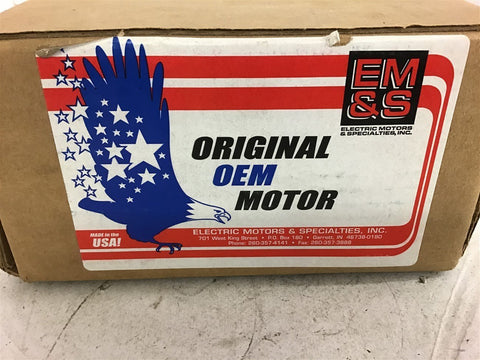 EM
&S
ELECTRIC MOTORS
& SPECIALTIES, INC.
ORIGINAL
OEM
MOTOR
MADE in the
USA!
ELECTRIC MOTORS & SPECIALTIES, INC.
701 West King Street • P.O. Box 180 • Garrett, IN 46738-0180
Phone: 260-357-4141 • Fax: 260-357-3888